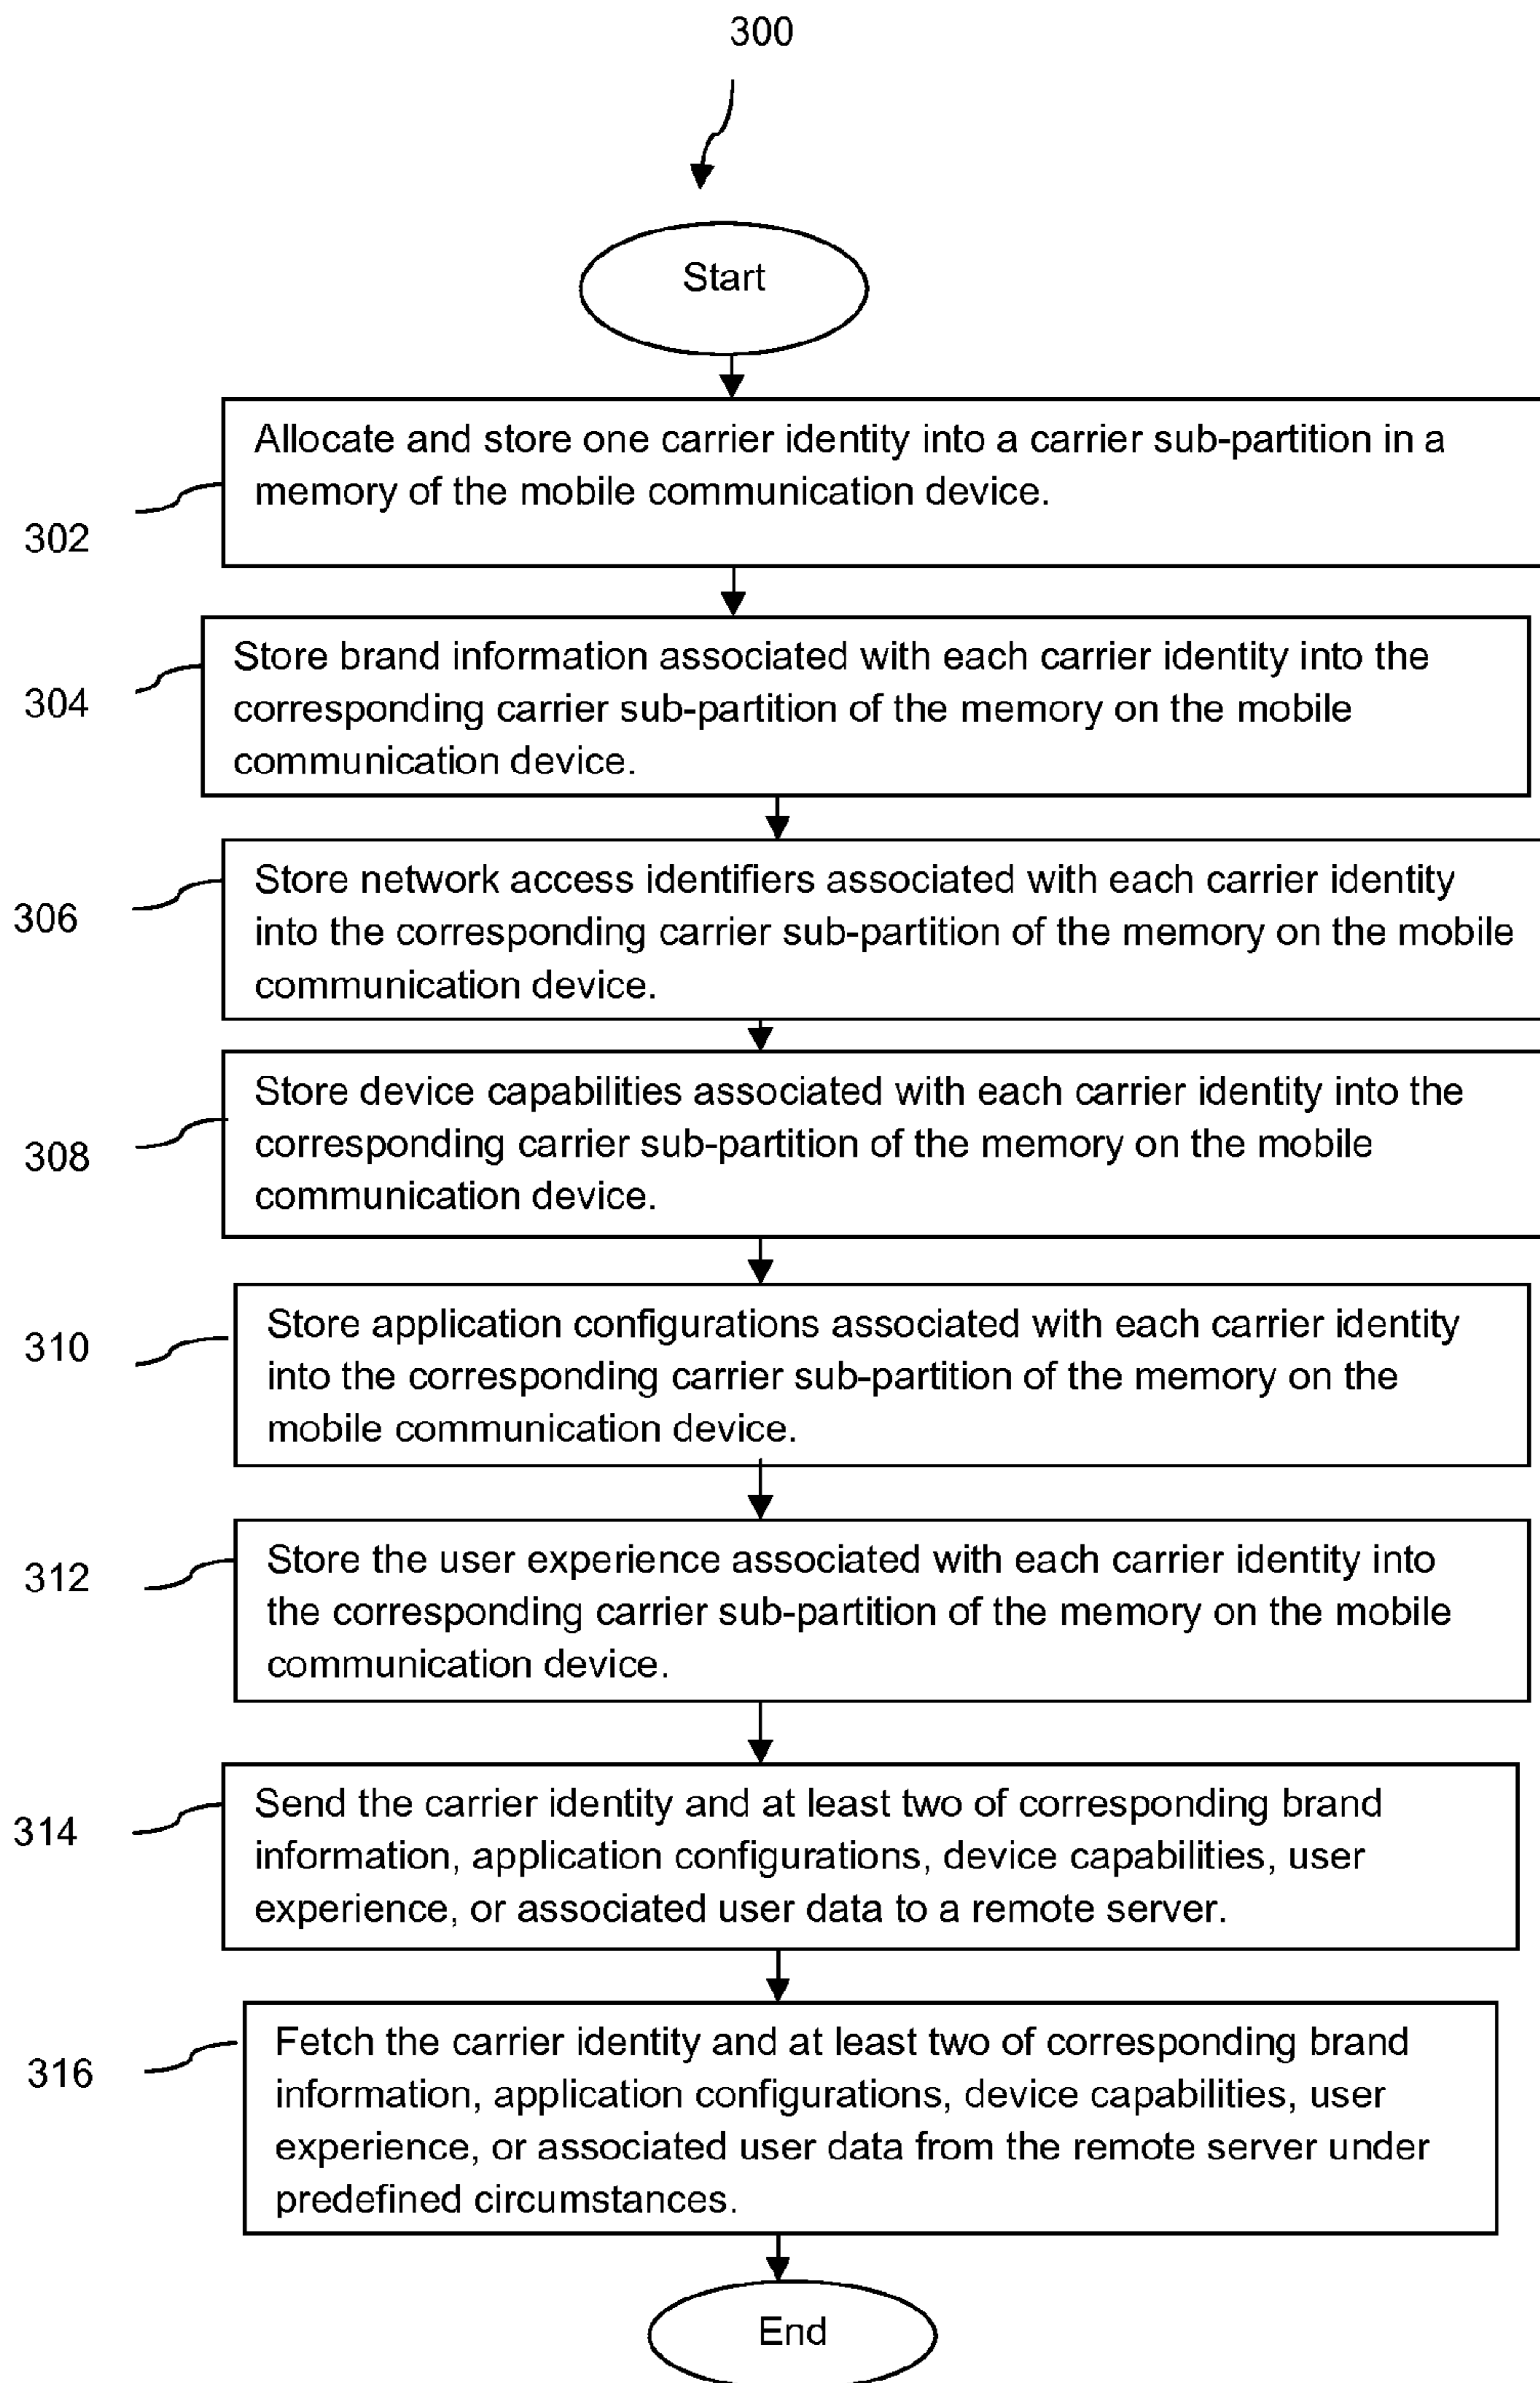 300
Start
Allocate and store one carrier identity into a carrier sub-partition in a
memory of the mobile communication device.
302
Store brand information associated with each carrier identity into the
corresponding carrier sub-partition of the memory on the mobile
communication device.
304
Store network access identifiers associated with each carrier identity
into the corresponding carrier sub-partition of the memory on the mobile
communication device.
306
Store device capabilities associated with each carrier identity into the
corresponding carrier sub-partition of the memory on the mobile
communication device.
308
Store application configurations associated with each carrier identity
into the corresponding carrier sub-partition of the memory on the
mobile communication device.
310
Store the user experience associated with each carrier identity into
the corresponding carrier sub-partition of the memory on the mobile
communication device.
312
Send the carrier identity and at least two of corresponding brand
information, application configurations, device capabilities, user
experience, or associated user data to a remote server.
314
Fetch the carrier identity and at least two of corresponding brand
information, application configurations, device capabilities, user
experience, or associated user data from the remote server under
predefined circumstances.
316
End